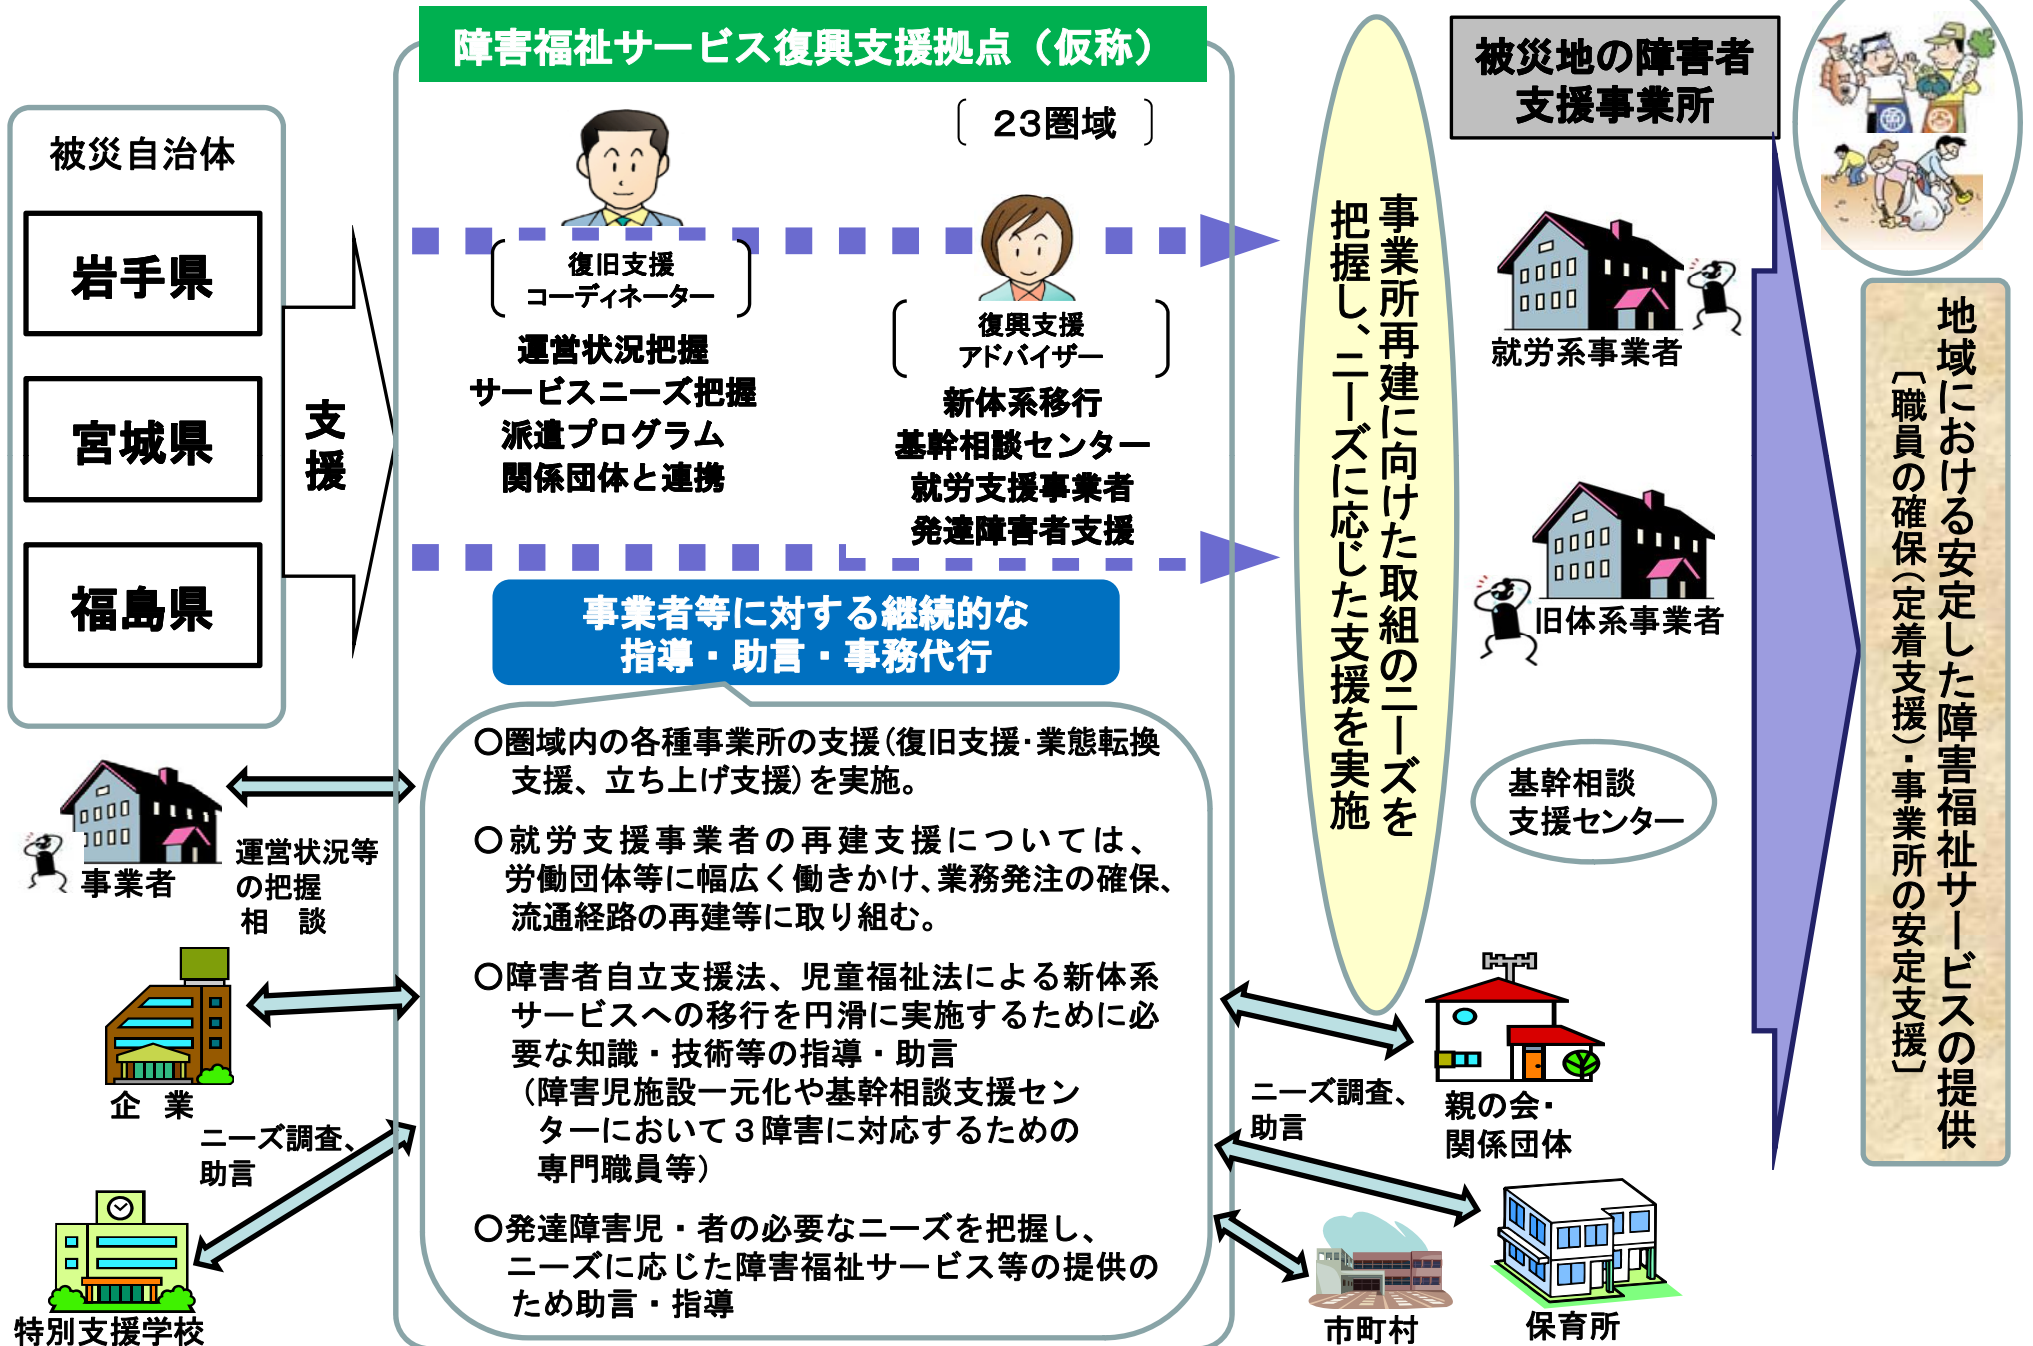 障害福祉サービス復興支援拠点（仮称）
２３圏域
被災自治体
岩手県
宮城県
福島県
支援
復旧支援
コーディネーター
運営状況把握
サービスニーズ把握
派遣プログラム
関係団体と連携
復興支援
アドバイザー
新体系移行
基幹相談センター
就労支援事業者
発達障害者支援
事業者等に対する継続的な
指導・助言・事務代行
○圏域内の各種事業所の支援（復旧支援・業態転換
支援、立ち上げ支援）を実施。
○就労支援事業者の再建支援については、
労働団体等に幅広く働きかけ、業務発注の確保、
流通経路の再建等に取り組む。
○障害者自立支援法、児童福祉法による新体系
サービスへの移行を円滑に実施するために必
要な知識・技術等の指導・助言
（障害児施設一元化や基幹相談支援セン
ターにおいて３障害に対応するための
専門職員等）
○発達障害児・者の必要なニーズを把握し、
ニーズに応じた障害福祉サービス等の提供の
ため助言・指導
事業者
運営状況等
の把握
相　談
企　業
ニーズ調査、
助言
特別支援学校
事業所再建に向けた取組のニーズを
把握し、ニーズに応じた支援を実施
被災地の障害者
支援事業所
就労系事業者
旧体系事業者
基幹相談
支援センター
ニーズ調査、
助言
親の会・
関係団体
市町村
保育所
地域における安定した障害福祉サービスの提供
〔職員の確保（定着支援）・事業所の安定支援〕